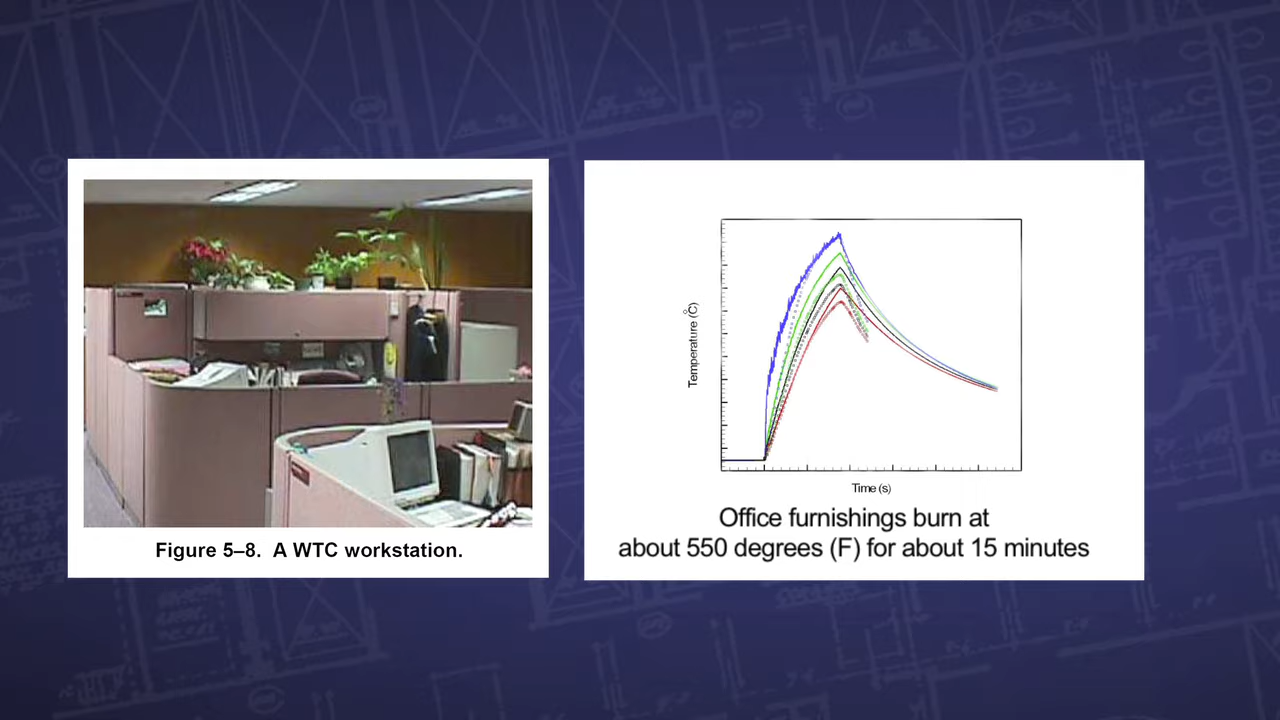 Figure 5–8.  A WTC workstation.
Temperature (°C)
Time (s)
Office furnishings burn at
about 550 degrees (F) for about 15 minutes